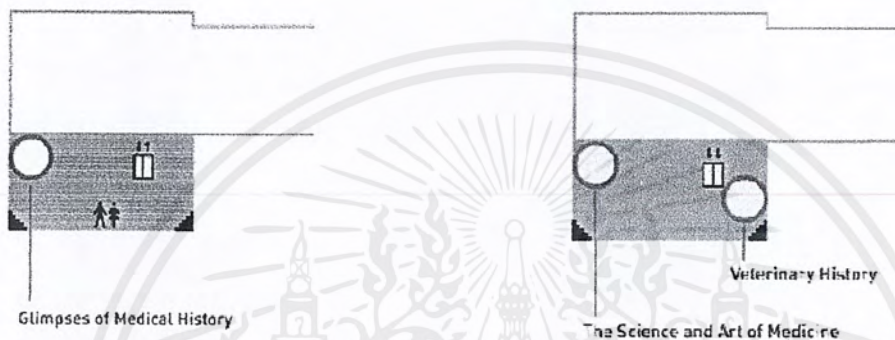 Glimpses of Medical History
Veterinary History
The Science and Art of Medicine